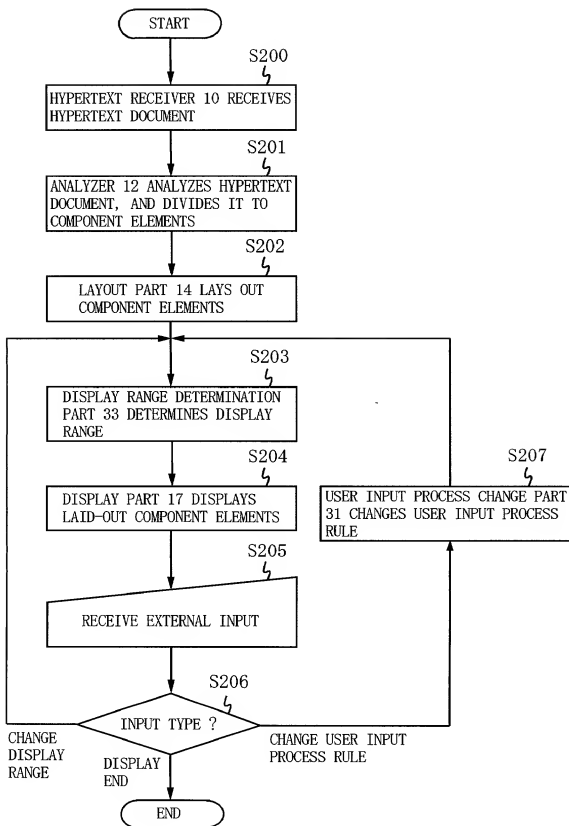 START
S200
HYPERTEXT RECEIVER 10 RECEIVES
HYPERTEXT DOCUMENT
S201
ANALYZER 12 ANALYZES HYPERTEXT
DOCUMENT, AND DIVIDES IT TO
COMPONENT ELEMENTS
S202
LAYOUT PART 14 LAYS OUT
COMPONENT ELEMENTS
S203
DISPLAY RANGE DETERMINATION
PART 33 DETERMINES DISPLAY
RANGE
S204
DISPLAY PART 17 DISPLAYS
LAID-OUT COMPONENT ELEMENTS
S207
USER INPUT PROCESS CHANGE PART
31 CHANGES USER INPUT PROCESS
RULE
S205
RECEIVE EXTERNAL INPUT
S206
INPUT TYPE ?
CHANGE
DISPLAY
RANGE
DISPLAY
END
CHANGE USER INPUT
PROCESS RULE
END